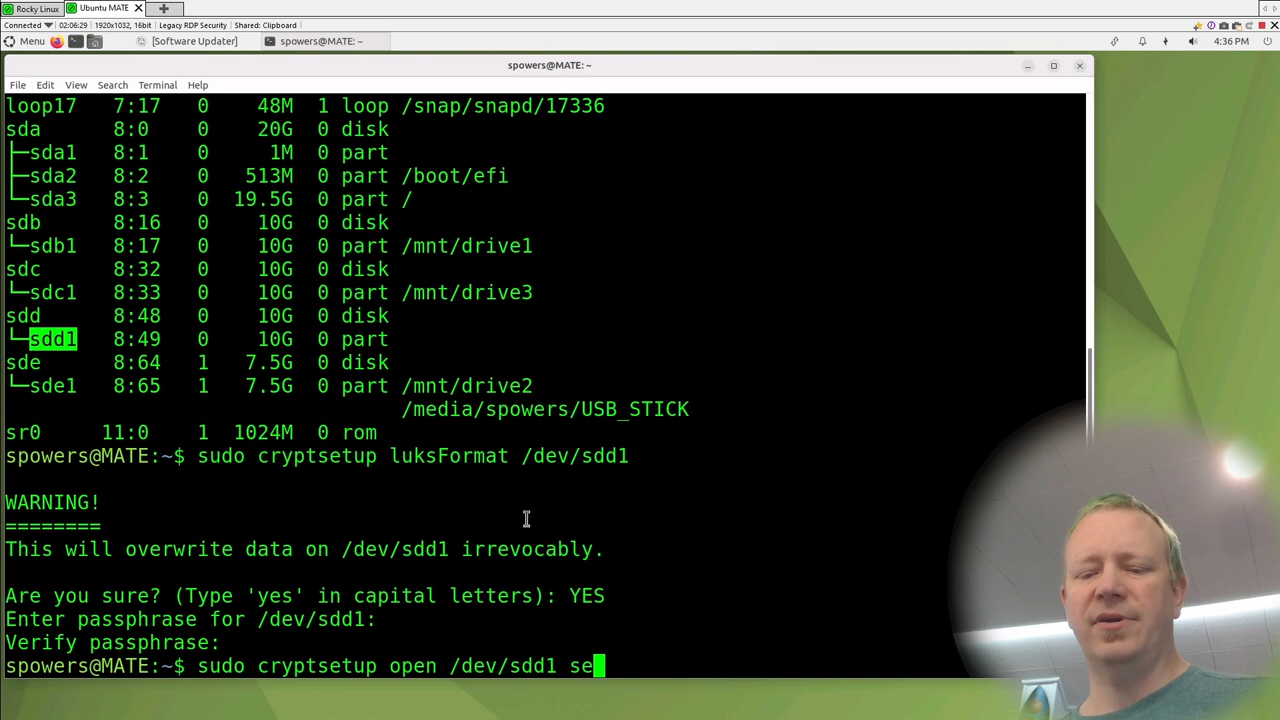 Rocky Linux Ubuntu MATE
Connected 02:06:29 1920x1032, 16bit Legacy RDP Security Shared: Clipboard
Menu [Software Updater] spowers@MATE: ~ 4:36 PM
spowers@MATE: ~
File Edit View Search Terminal Help
loop17 7:17 0 48M 1 loop /snap/snapd/17336
sda 8:0 0 20G 0 disk
├─sda1 8:1 0 1M 0 part
├─sda2 8:2 0 513M 0 part /boot/efi
└─sda3 8:3 0 19.5G 0 part /
sdb 8:16 0 10G 0 disk
└─sdb1 8:17 0 10G 0 part /mnt/drive1
sdc 8:32 0 10G 0 disk
└─sdc1 8:33 0 10G 0 part /mnt/drive3
sdd 8:48 0 10G 0 disk
└─sdd1 8:49 0 10G 0 part
sde 8:64 1 7.5G 0 disk
└─sde1 8:65 1 7.5G 0 part /mnt/drive2
/media/spowers/USB_STICK
sr0 11:0 1 1024M 0 rom
spowers@MATE:~$ sudo cryptsetup luksFormat /dev/sdd1
WARNING!
========
This will overwrite data on /dev/sdd1 irrevocably.
Are you sure? (Type 'yes' in capital letters): YES
Enter passphrase for /dev/sdd1:
Verify passphrase:
spowers@MATE:~$ sudo cryptsetup open /dev/sdd1 se